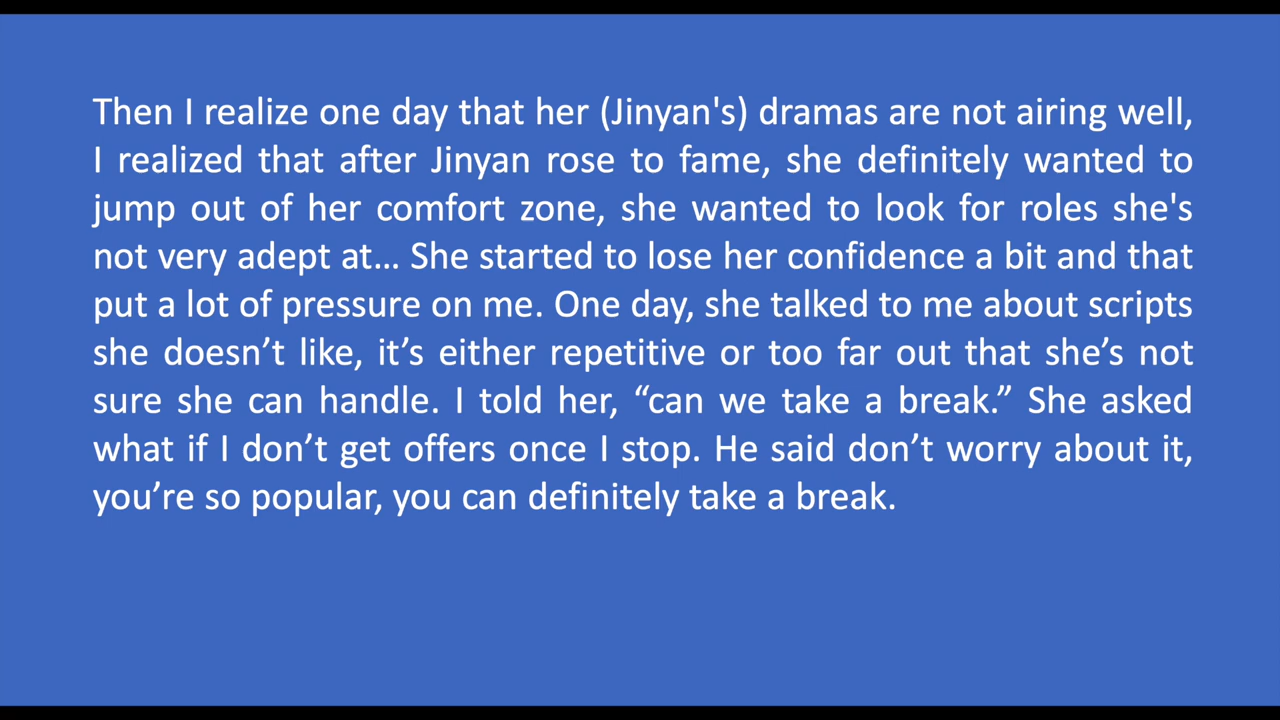 Then I realize one day that her (Jinyan's) dramas are not airing well,
I realized that after Jinyan rose to fame, she definitely wanted to
jump out of her comfort zone, she wanted to look for roles she's
not very adept at... She started to lose her confidence a bit and that
put a lot of pressure on me. One day, she talked to me about scripts
she doesn’t like, it’s either repetitive or too far out that she’s not
sure she can handle. I told her, “can we take a break.” She asked
what if I don’t get offers once I stop. He said don’t worry about it,
you’re so popular, you can definitely take a break.